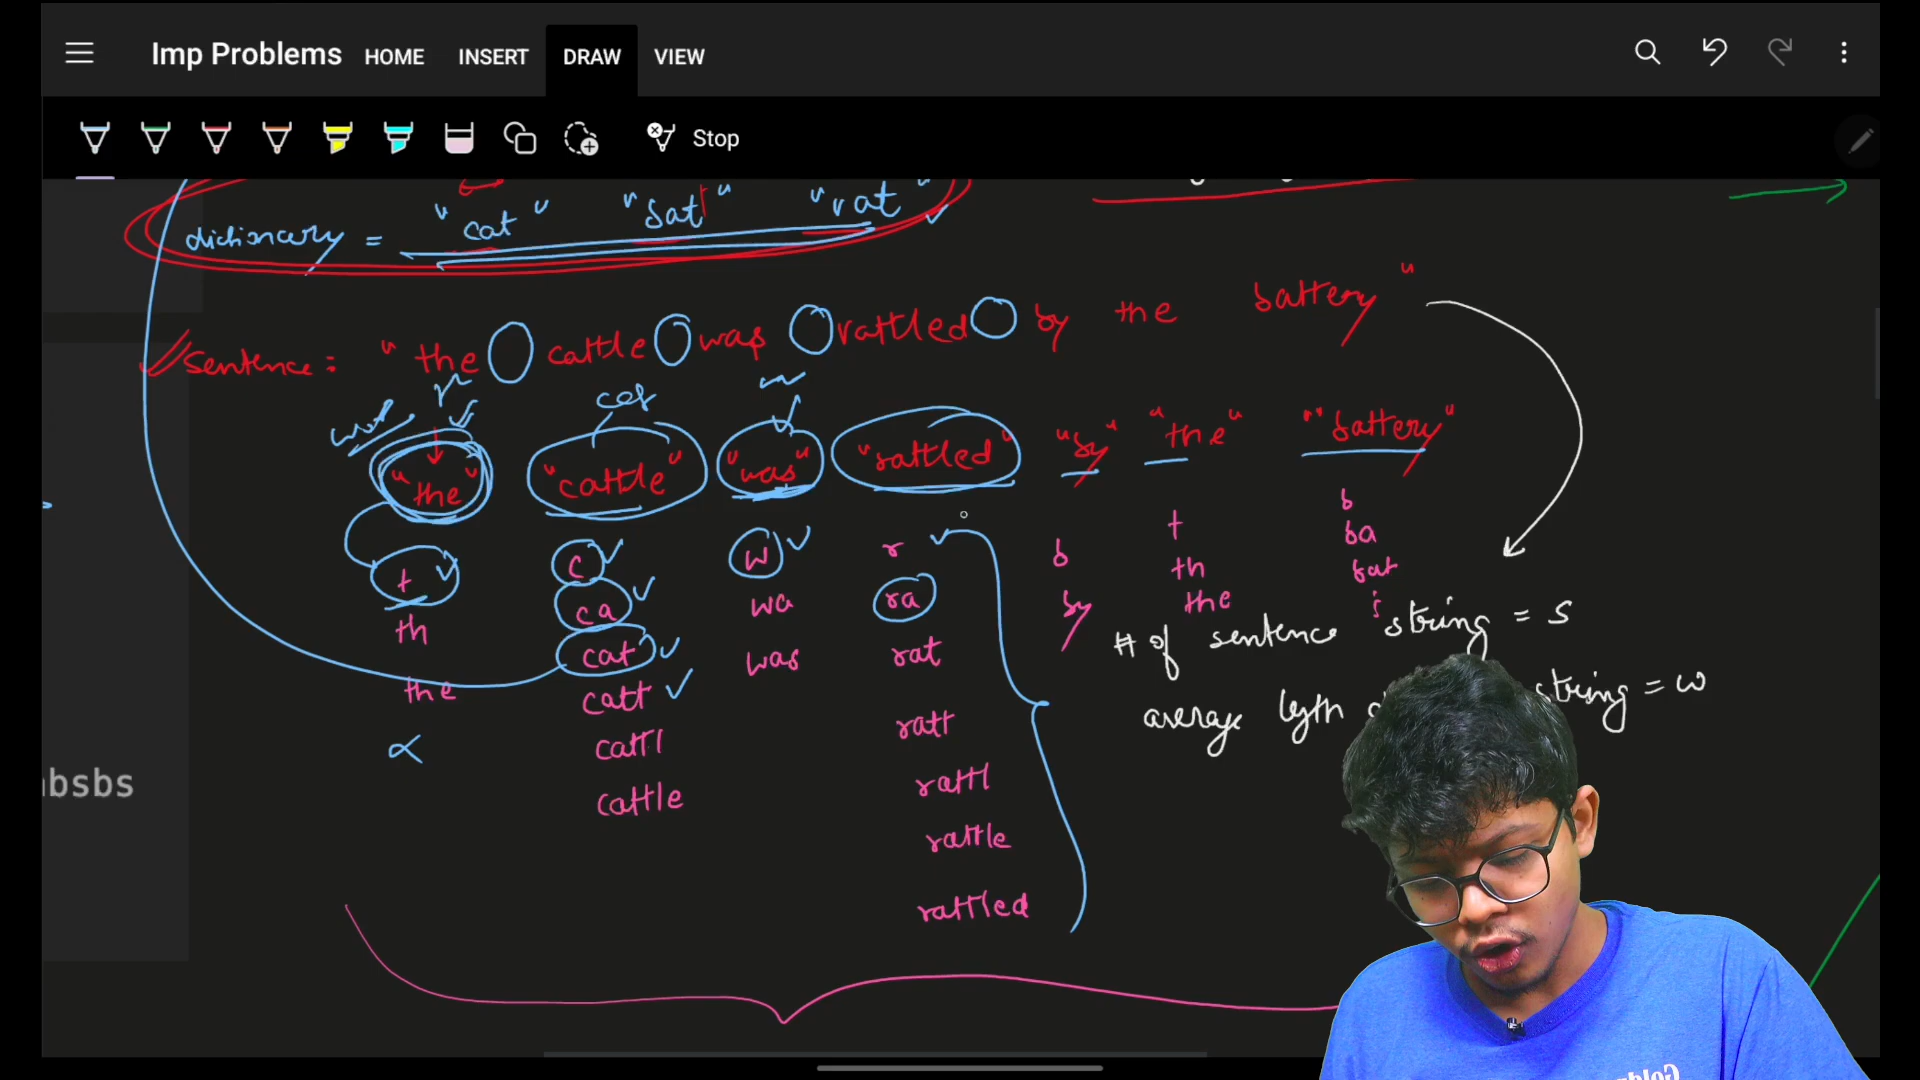 Imp Problems HOME INSERT DRAW VIEW
Stop
dictionary = "cat" "bat" "rat"
Sentence: "the cattle was rattled by the battery"
cat
"the" "cattle" "was" "rattled" "by" "the" "battery"
t c w r b t b
th ca wa ra by th ba
the cat was rat the bat
catt ratt
cattl rattl
cattle rattle
rattled
# of sentence string = S
average string = w
bsbs